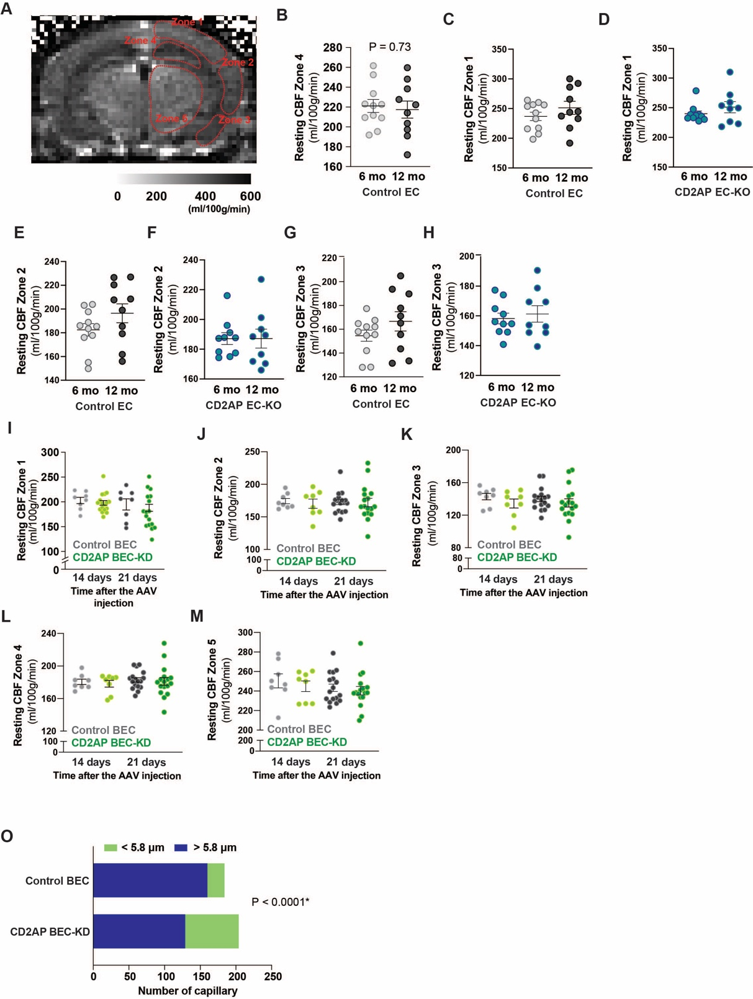 A
Zone 1
Zone 4
Zone 2
Zone 5
Zone 3
0 200 400 600
(ml/100g/min)
B
Resting CBF Zone 4
(ml/100g/min)
P = 0.73
280
260
240
220
200
180
160
6 mo 12 mo
Control EC
C
Resting CBF Zone 1
(ml/100g/min)
350
300
250
200
150
6 mo 12 mo
Control EC
D
Resting CBF Zone 1
(ml/100g/min)
350
300
250
200
150
6 mo 12 mo
CD2AP EC-KO
E
Resting CBF Zone 2
(ml/100g/min)
240
220
200
180
160
140
6 mo 12 mo
Control EC
F
Resting CBF Zone 2
(ml/100g/min)
240
220
200
180
160
6 mo 12 mo
CD2AP EC-KO
G
Resting CBF Zone 3
(ml/100g/min)
220
200
180
160
140
120
6 mo 12 mo
Control EC
H
Resting CBF Zone 3
(ml/100g/min)
200
180
160
140
120
6 mo 12 mo
CD2AP EC-KO
I
Resting CBF Zone 1
(ml/100g/min)
300
250
200
150
100
0
Control BEC
CD2AP BEC-KD
14 days 21 days
Time after the AAV
injection
J
Resting CBF Zone 2
(ml/100g/min)
250
200
150
100
100
0
Control BEC
CD2AP BEC-KD
14 days 21 days
Time after the AAV injection
K
Resting CBF Zone 3
(ml/100g/min)
200
160
120
80
80
0
Control BEC
CD2AP BEC-KD
14 days 21 days
Time after the AAV injection
L
Resting CBF Zone 4
(ml/100g/min)
240
200
160
120
100
0
Control BEC
CD2AP BEC-KD
14 days 21 days
Time after the AAV injection
M
Resting CBF Zone 5
(ml/100g/min)
300
280
260
240
220
200
200
0
Control BEC
CD2AP BEC-KD
14 days 21 days
Time after the AAV injection
O
< 5.8 µm > 5.8 µm
Control BEC
P < 0.0001*
CD2AP BEC-KD
0 50 100 150 200 250
Number of capillary